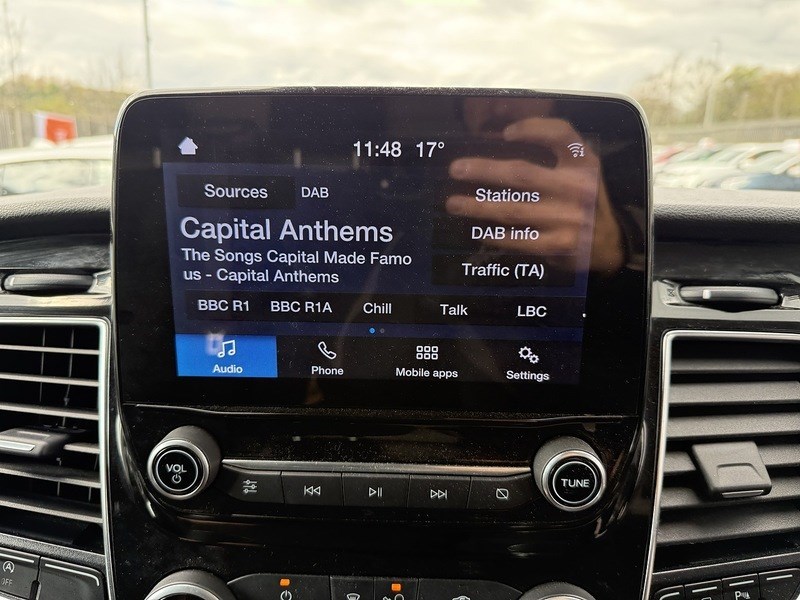 11:48 17°
Sources DAB Stations
Capital Anthems DAB info
The Songs Capital Made Famo
us - Capital Anthems
Traffic (TA)
BBC R1 BBC R1A Chill Talk LBC
Audio Phone Mobile apps Settings
VOL
TUNE
A
OFF